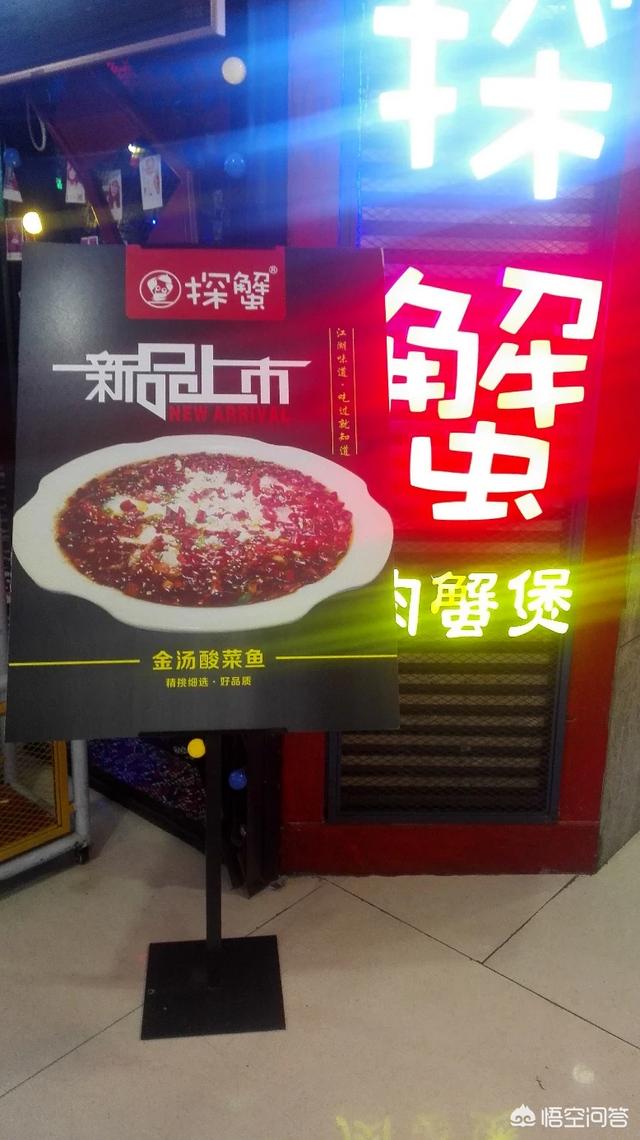 探蟹®
新品上市
NEW ARRIVAL
江湖味道·吃过就知道
金汤酸菜鱼
精挑细选·好品质
探
蟹
肉蟹煲
悟空问答